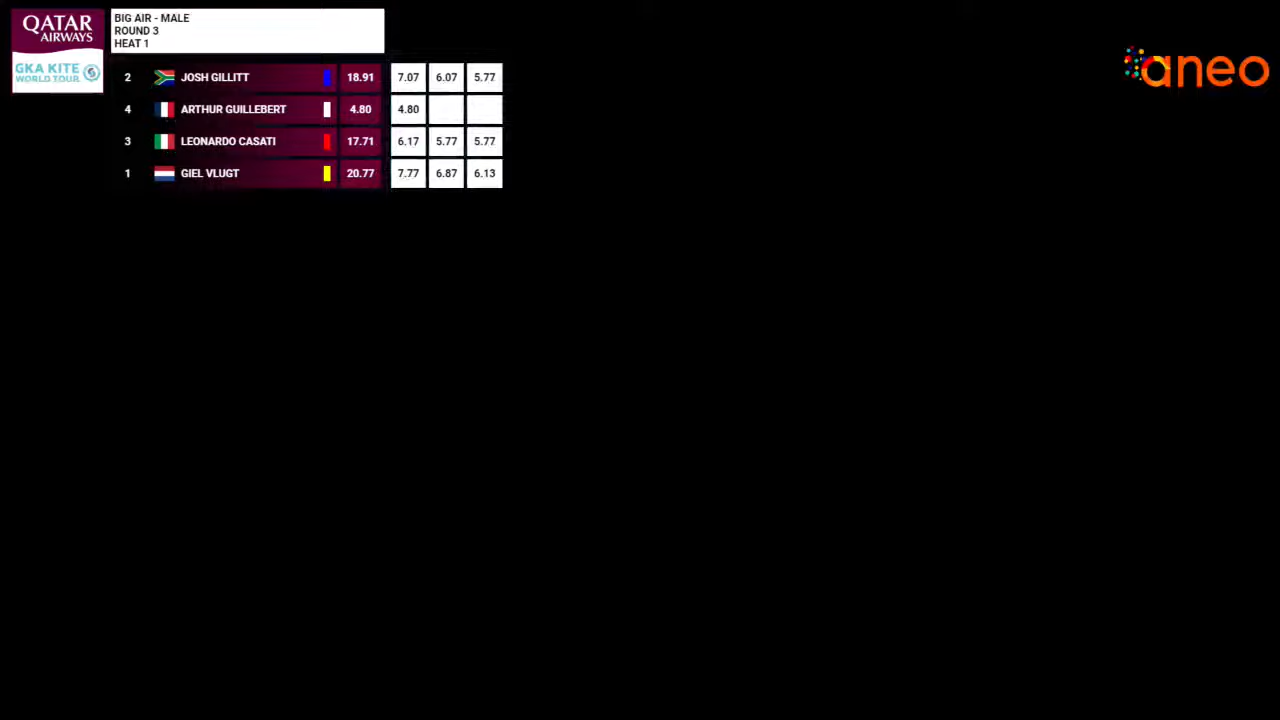 QATAR
AIRWAYS
GKA KITE
WORLD TOUR
BIG AIR - MALE
ROUND 3
HEAT 1
2 JOSH GILLITT 18.91 7.07 6.07 5.77
4 ARTHUR GUILLEBERT 4.80 4.80
3 LEONARDO CASATI 17.71 6.17 5.77 5.77
1 GIEL VLUGT 20.77 7.77 6.87 6.13
aneo